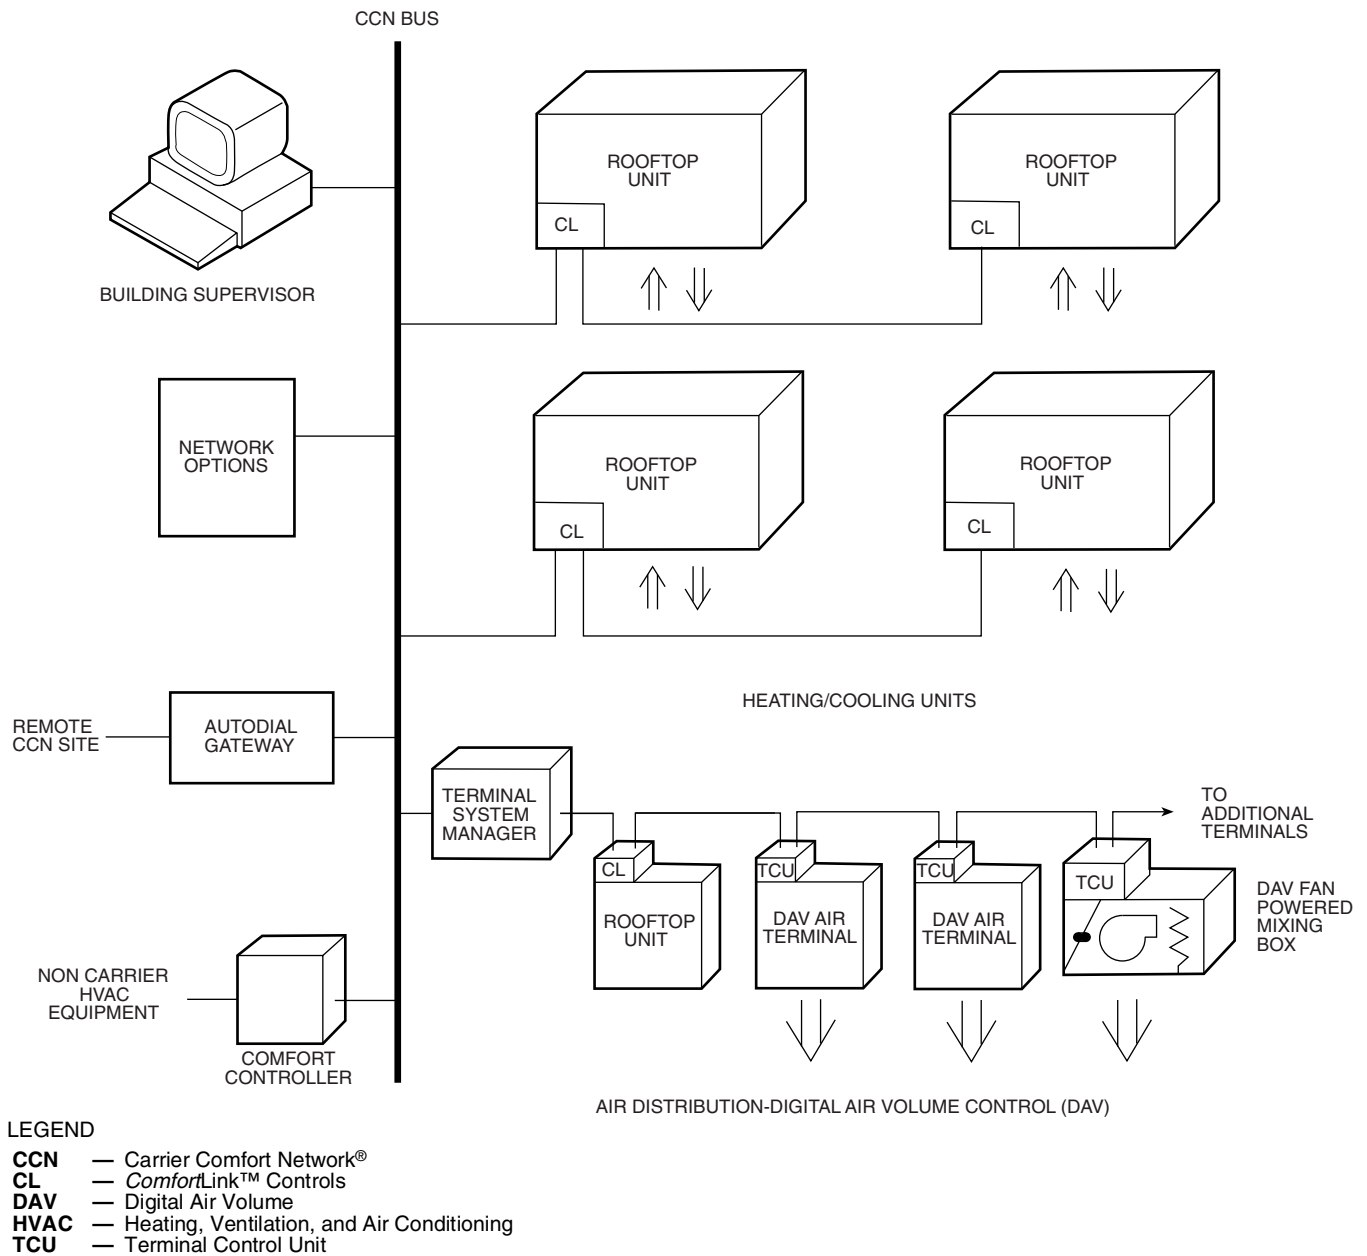 CCN BUS
ROOFTOP
UNIT
CL
ROOFTOP
UNIT
CL
BUILDING SUPERVISOR
NETWORK
OPTIONS
ROOFTOP
UNIT
CL
ROOFTOP
UNIT
CL
HEATING/COOLING UNITS
REMOTE
CCN SITE
AUTODIAL
GATEWAY
TERMINAL
SYSTEM
MANAGER
TO
ADDITIONAL
TERMINALS
CL
ROOFTOP
UNIT
TCU
DAV AIR
TERMINAL
TCU
DAV AIR
TERMINAL
TCU
DAV FAN
POWERED
MIXING
BOX
NON CARRIER
HVAC
EQUIPMENT
COMFORT
CONTROLLER
AIR DISTRIBUTION-DIGITAL AIR VOLUME CONTROL (DAV)
LEGEND
CCN — Carrier Comfort Network®
CL — ComfortLink™ Controls
DAV — Digital Air Volume
HVAC — Heating, Ventilation, and Air Conditioning
TCU — Terminal Control Unit